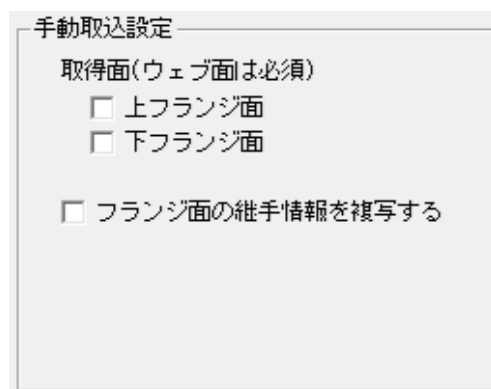 手動取込設定
取得面(ウェブ面は必須)
上フランジ面
下フランジ面
フランジ面の継手情報を複写する